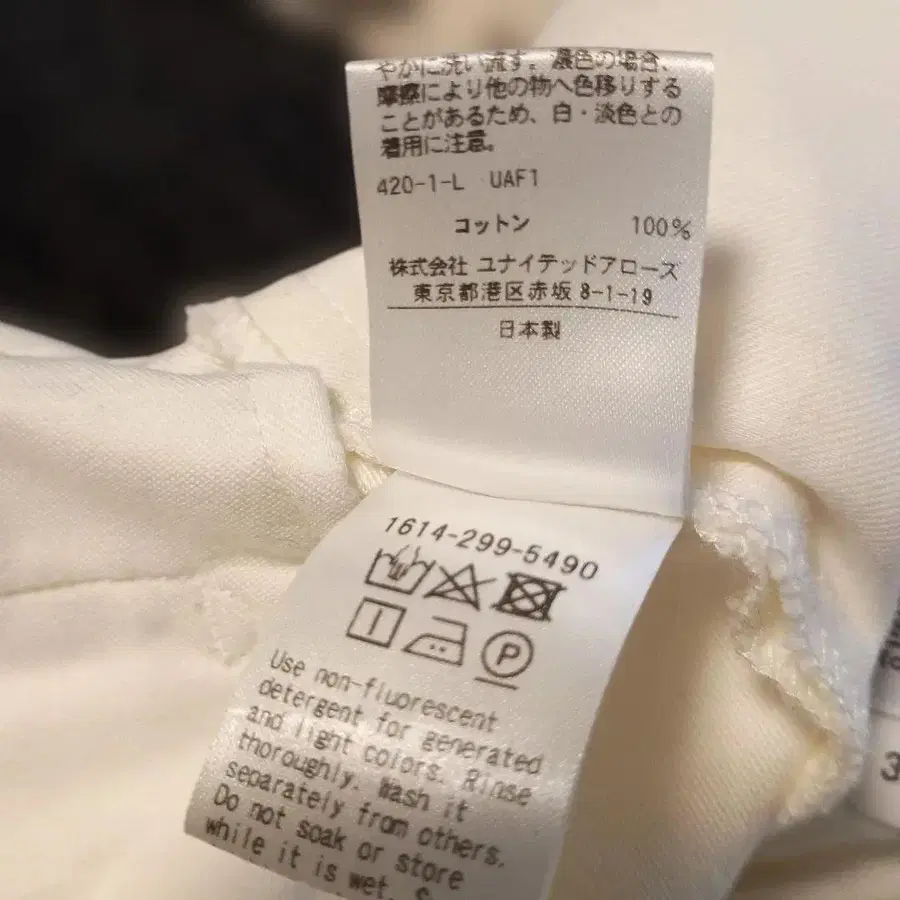 やかに洗い流す。濃色の場合、
摩擦により他の物へ色移りする
ことがあるため、白・淡色との
着用に注意。
420-1-L UAF1
コットン 100%
株式会社 ユナイテッドアローズ
東京都港区赤坂8-1-19
日本製
1614-299-5490
P
Use non-fluorescent
detergent for generated
and light colors. Rinse
thoroughly. Wash it
separately from others.
Do not soak or store
while it is wet. S
3